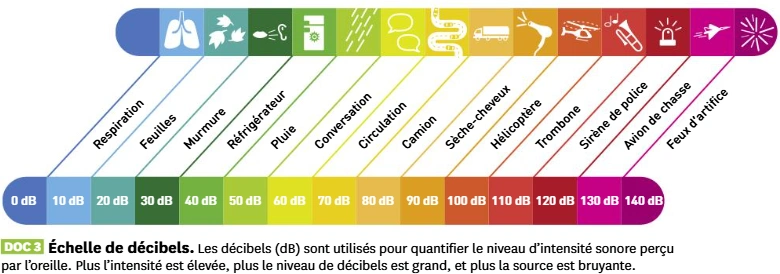 Respiration
Feuilles
Murmure
Réfrigérateur
Pluie
Conversation
Circulation
Camion
Sèche-cheveux
Hélicoptère
Trombone
Sirène de police
Avion de chasse
Feux d'artifice
0 dB 10 dB 20 dB 30 dB 40 dB 50 dB 60 dB 70 dB 80 dB 90 dB 100 dB 110 dB 120 dB 130 dB 140 dB
DOC 3 Échelle de décibels. Les décibels (dB) sont utilisés pour quantifier le niveau d'intensité sonore perçu
par l'oreille. Plus l'intensité est élevée, plus le niveau de décibels est grand, et plus la source est bruyante.